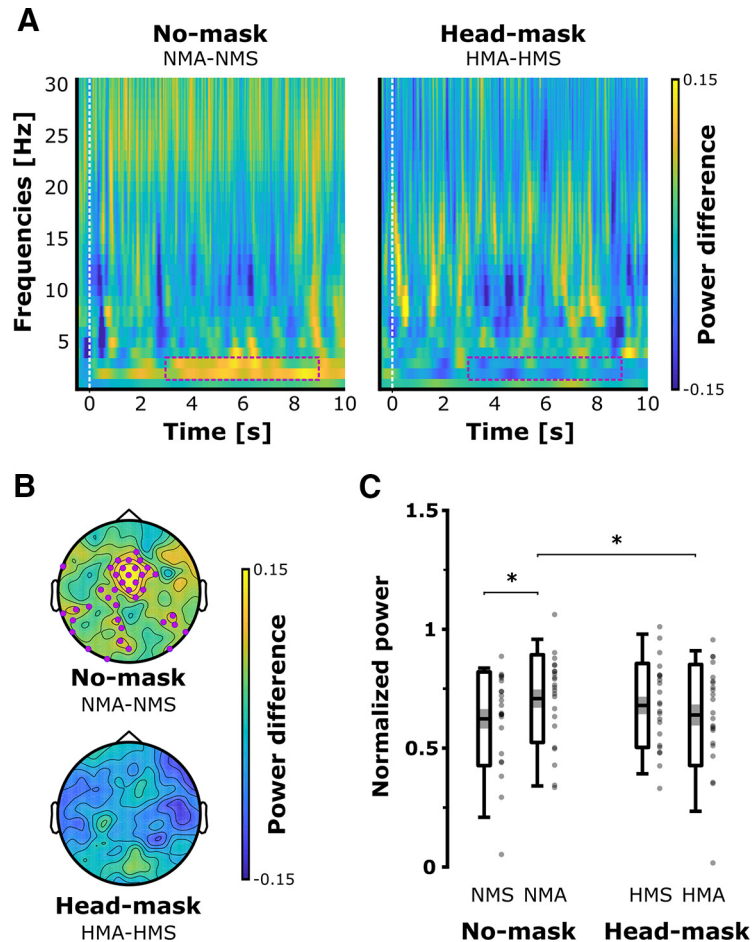 A
No-mask
NMA-NMS
Head-mask
HMA-HMS
Frequencies [Hz]
30
25
20
15
10
5
0 2 4 6 8 10
Time [s]
0 2 4 6 8 10
Time [s]
0.15
Power difference
-0.15
B
No-mask
NMA-NMS
Head-mask
HMA-HMS
0.15
Power difference
-0.15
C
Normalized power
1.5
1
0.5
0
*
*
NMS NMA HMS HMA
No-mask Head-mask